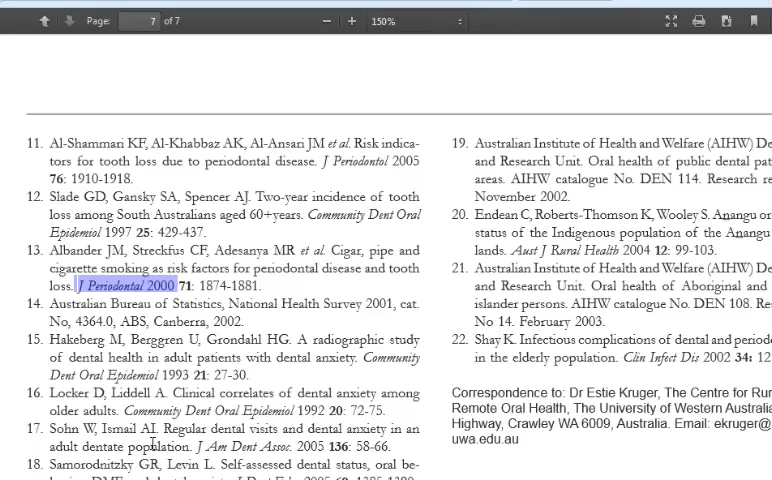 Page: 7 of 7
150%
11. Al-Shammari KF, Al-Khabbaz AK, Al-Ansari JM et al. Risk indica-
tors for tooth loss due to periodontal disease. J Periodontol 2005
76: 1910-1918.
12. Slade GD, Gansky SA, Spencer AJ. Two-year incidence of tooth
loss among South Australians aged 60+years. Community Dent Oral
Epidemiol 1997 25: 429-437.
13. Albander JM, Streckfus CF, Adesanya MR et al. Cigar, pipe and
cigarette smoking as risk factors for periodontal disease and tooth
loss. J Periodontal 2000 71: 1874-1881.
14. Australian Bureau of Statistics, National Health Survey 2001, cat.
No, 4364.0, ABS, Canberra, 2002.
15. Hakeberg M, Berggren U, Grondahl HG. A radiographic study
of dental health in adult patients with dental anxiety. Community
Dent Oral Epidemiol 1993 21: 27-30.
16. Locker D, Liddell A. Clinical correlates of dental anxiety among
older adults. Community Dent Oral Epidemiol 1992 20: 72-75.
17. Sohn W, Ismail AI. Regular dental visits and dental anxiety in an
adult dentate population. J Am Dent Assoc. 2005 136: 58-66.
18. Samorodnitzky GR, Levin L. Self-assessed dental status, oral be-
19. Australian Institute of Health and Welfare (AIHW) De
and Research Unit. Oral health of public dental pat
areas. AIHW catalogue No. DEN 114. Research re
November 2002.
20. Endean C, Roberts-Thomson K, Wooley S. Anangu or
status of the Indigenous population of the Anangu
lands. Aust J Rural Health 2004 12: 99-103.
21. Australian Institute of Health and Welfare (AIHW) De
and Research Unit. Oral health of Aboriginal and
islander persons. AIHW catalogue No. DEN 108. Re
No 14. February 2003.
22. Shay K. Infectious complications of dental and period
in the elderly population. Clin Infect Dis 2002 34: 12
Correspondence to: Dr Estie Kruger, The Centre for Rur
Remote Oral Health, The University of Western Australia
Highway, Crawley WA 6009, Australia. Email: ekruger@
uwa.edu.au